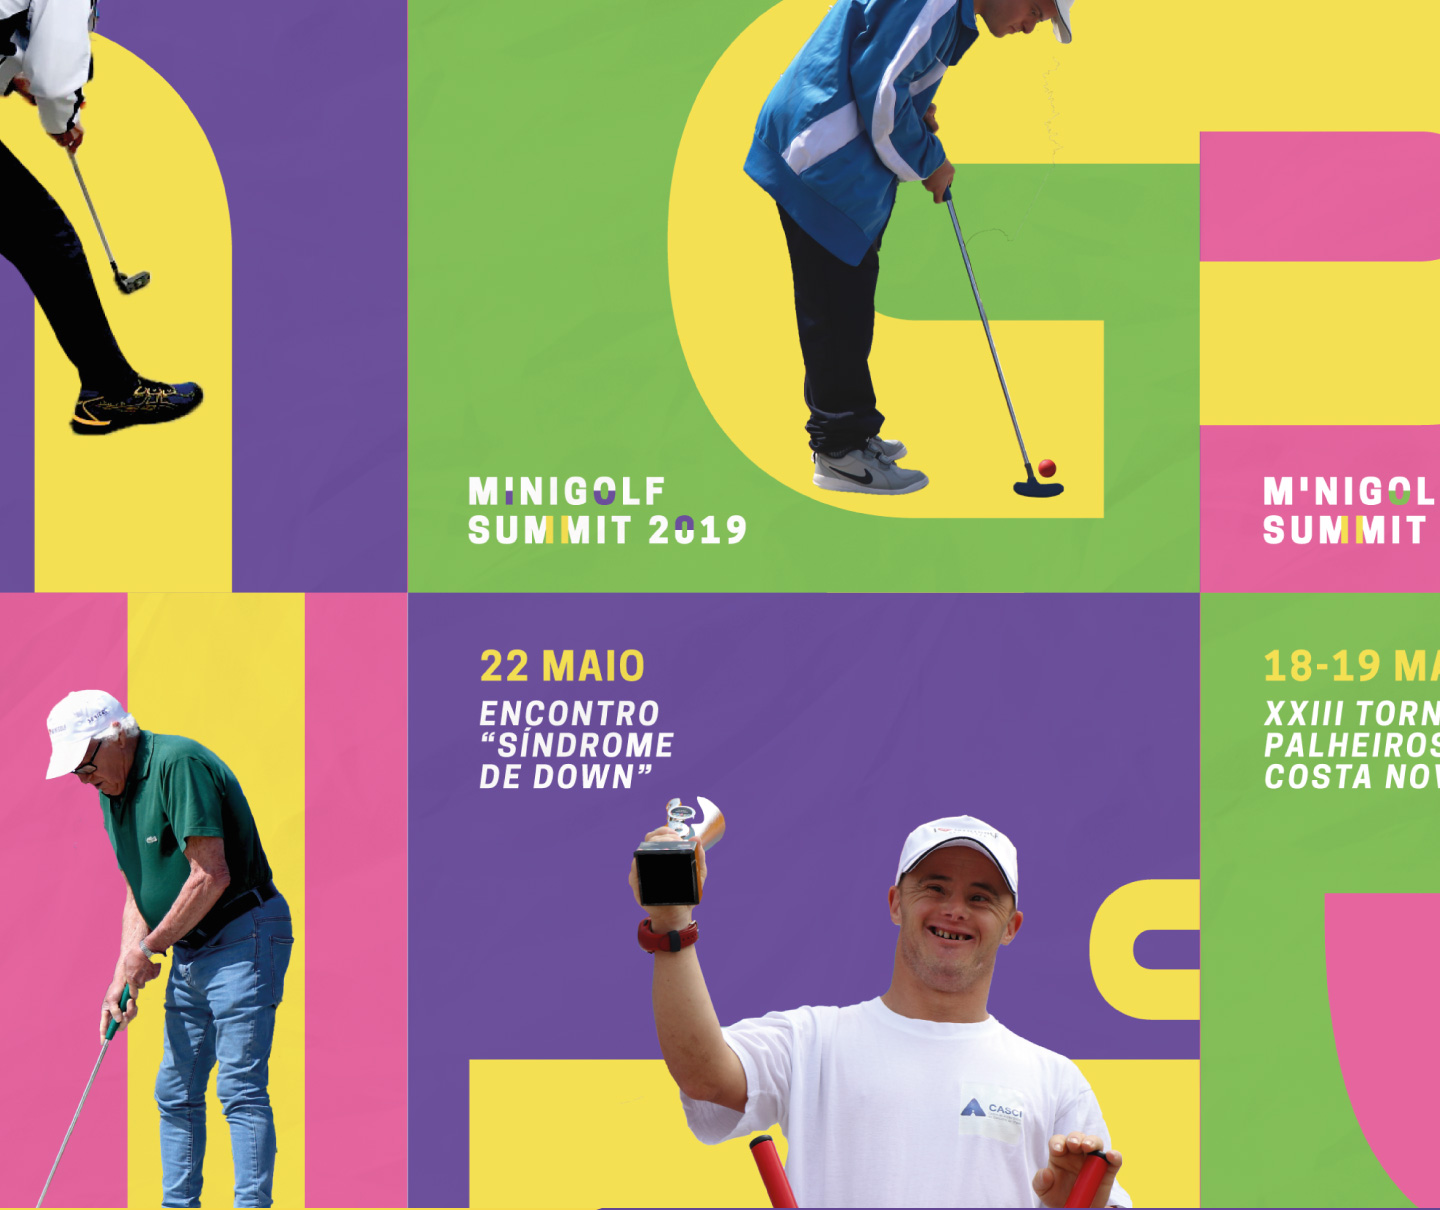 MINIGOLF
SUMMIT 2019
MINIGOL
SUMMIT
22 MAIO
ENCONTRO
“SÍNDROME
DE DOWN”
18-19 MA
XXIII TORN
PALHEIROS
COSTA NOV
CASCI